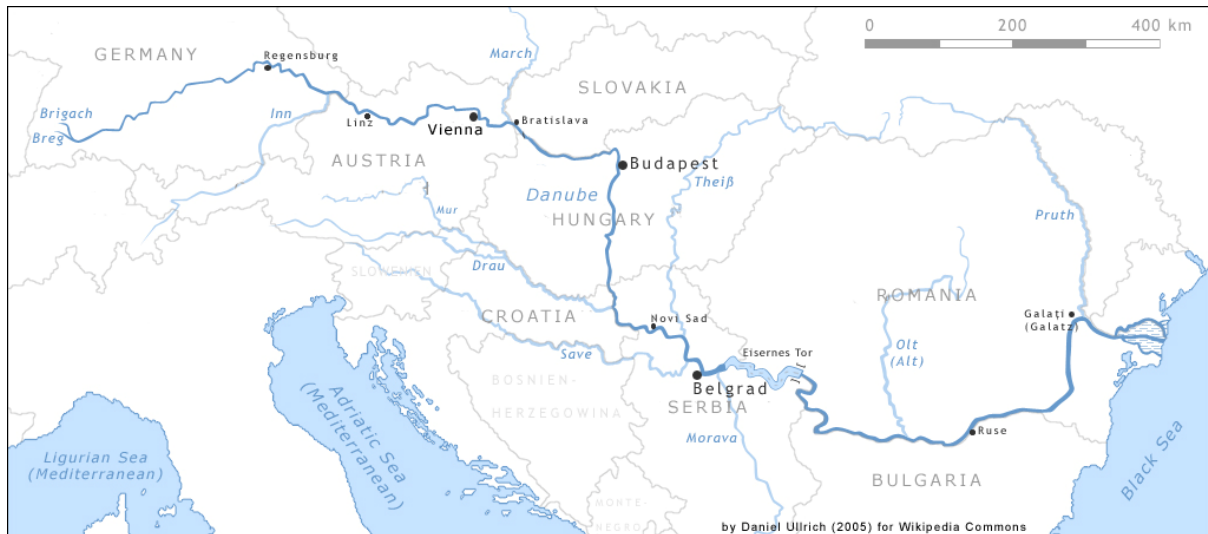 0 200 400 km
GERMANY
Regensburg
March
SLOVAKIA
Brigach
Breg
Inn
Linz
Vienna
Bratislava
AUSTRIA
Budapest
Theiß
Danube
HUNGARY
Mur
Pruth
Drau
SLOWENIEN
ROMANIA
CROATIA
Novi Sad
Galaţi
(Galatz)
Save
Eisernes Tor
Olt
(Alt)
Belgrad
BOSNIEN-
HERZEGOWINA
SERBIA
Morava
Ruse
Adriatic Sea
(Mediterranean)
Ligurian Sea
(Mediterranean)
BULGARIA
Black Sea
MONTE-
NEGRO
by Daniel Ullrich (2005) for Wikipedia Commons